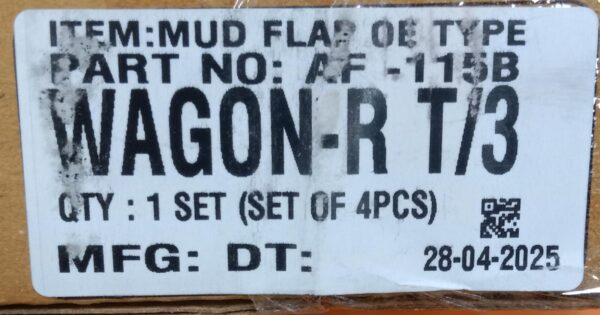 ITEM:MUD FLAP OE TYPE
PART NO: AF -115B
WAGON-R T/3
QTY : 1 SET (SET OF 4PCS)
MFG: DT: 28-04-2025